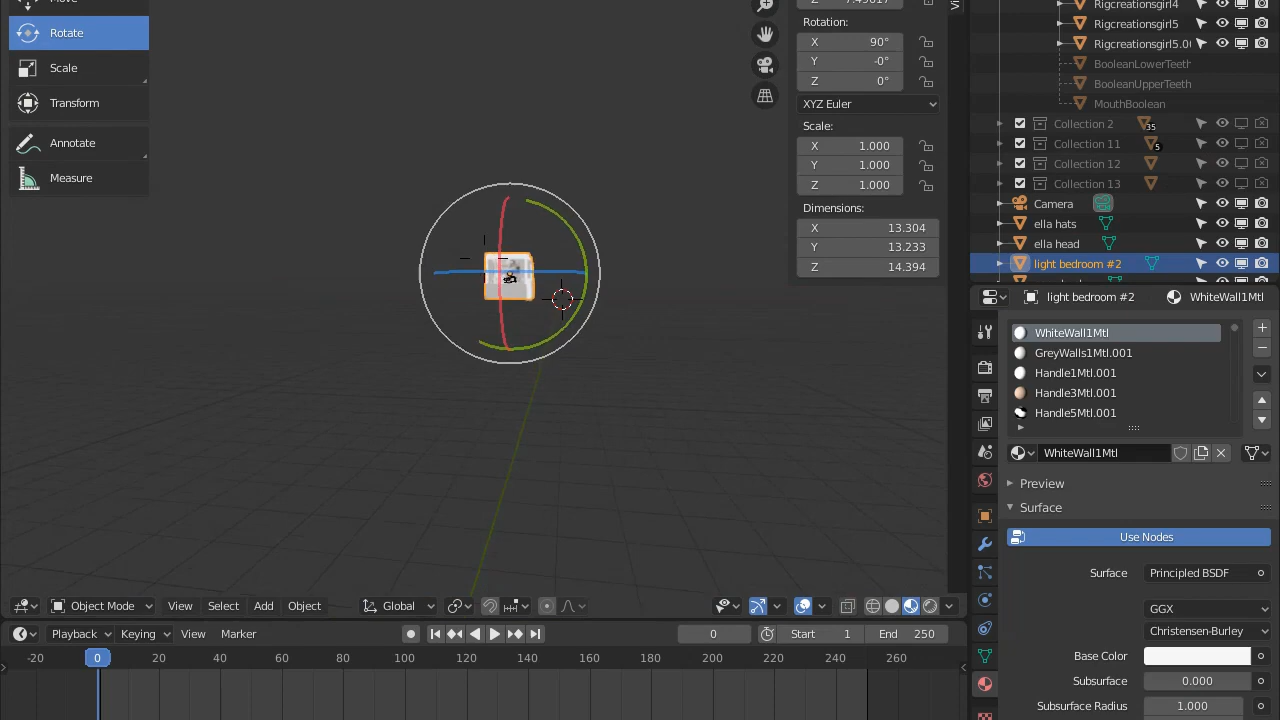 Rotate
Scale
Transform
Annotate
Measure
Rotation:
X 90°
Y -0°
Z 0°
XYZ Euler
Scale:
X 1.000
Y 1.000
Z 1.000
Dimensions:
X 13.304
Y 13.233
Z 14.394
Rigcreationsgirl4
Rigcreationsgirl5
Rigcreationsgirl5.0
BooleanLowerTeeth
BooleanUpperTeeth
MouthBoolean
Collection 2
35
Collection 11
5
Collection 12
Collection 13
Camera
ella hats
ella head
light bedroom #2
light bedroom #2 WhiteWall1Mtl
WhiteWall1Mtl
GreyWalls1Mtl.001
Handle1Mtl.001
Handle3Mtl.001
Handle5Mtl.001
WhiteWall1Mtl
Preview
Surface
Use Nodes
Surface Principled BSDF
GGX
Christensen-Burley
Base Color
Subsurface 0.000
Subsurface Radius 1.000
Object Mode View Select Add Object Global
Playback Keying View Marker 0 Start 1 End 250
-20 0 20 40 60 80 100 120 140 160 180 200 220 240 260